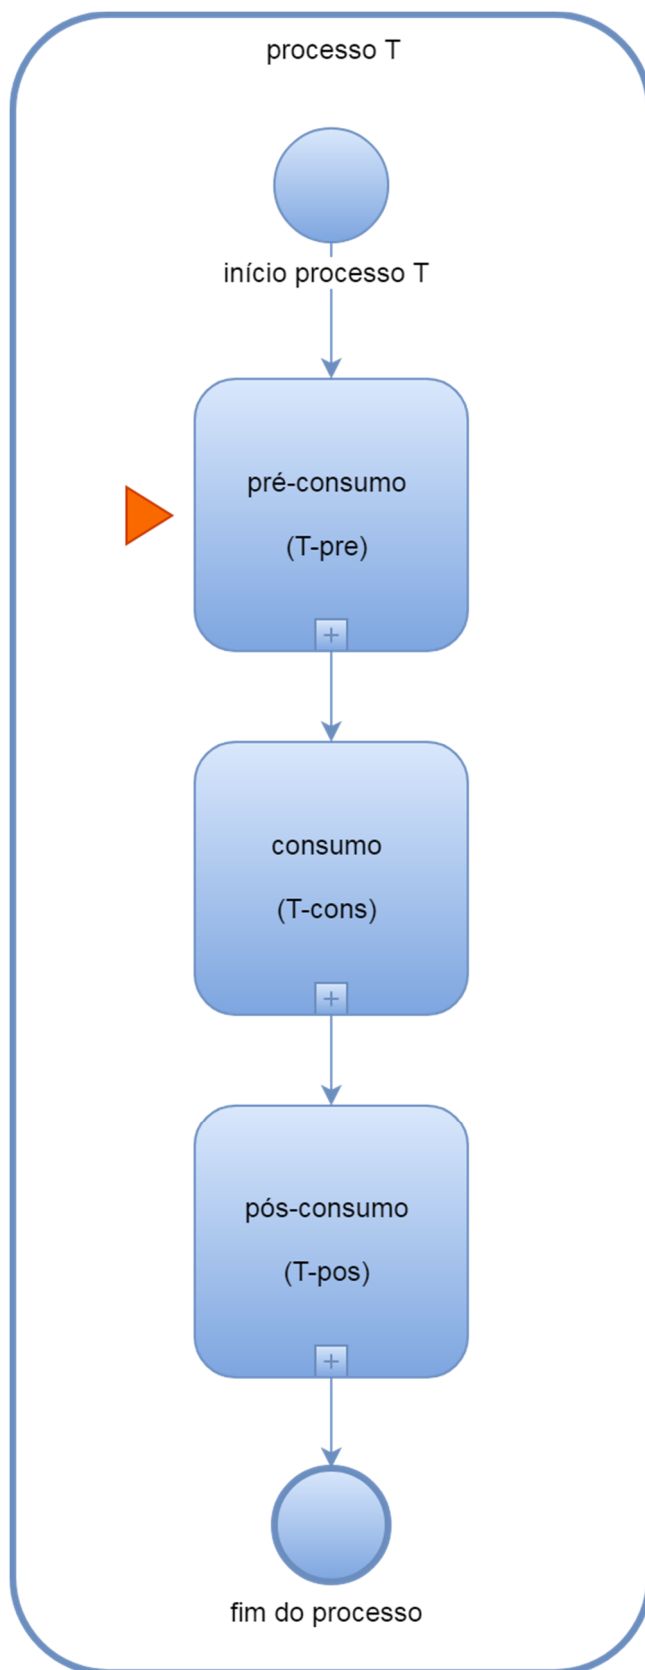 processo T
início processo T
pré-consumo
(T-pre)
consumo
(T-cons)
pós-consumo
(T-pos)
fim do processo